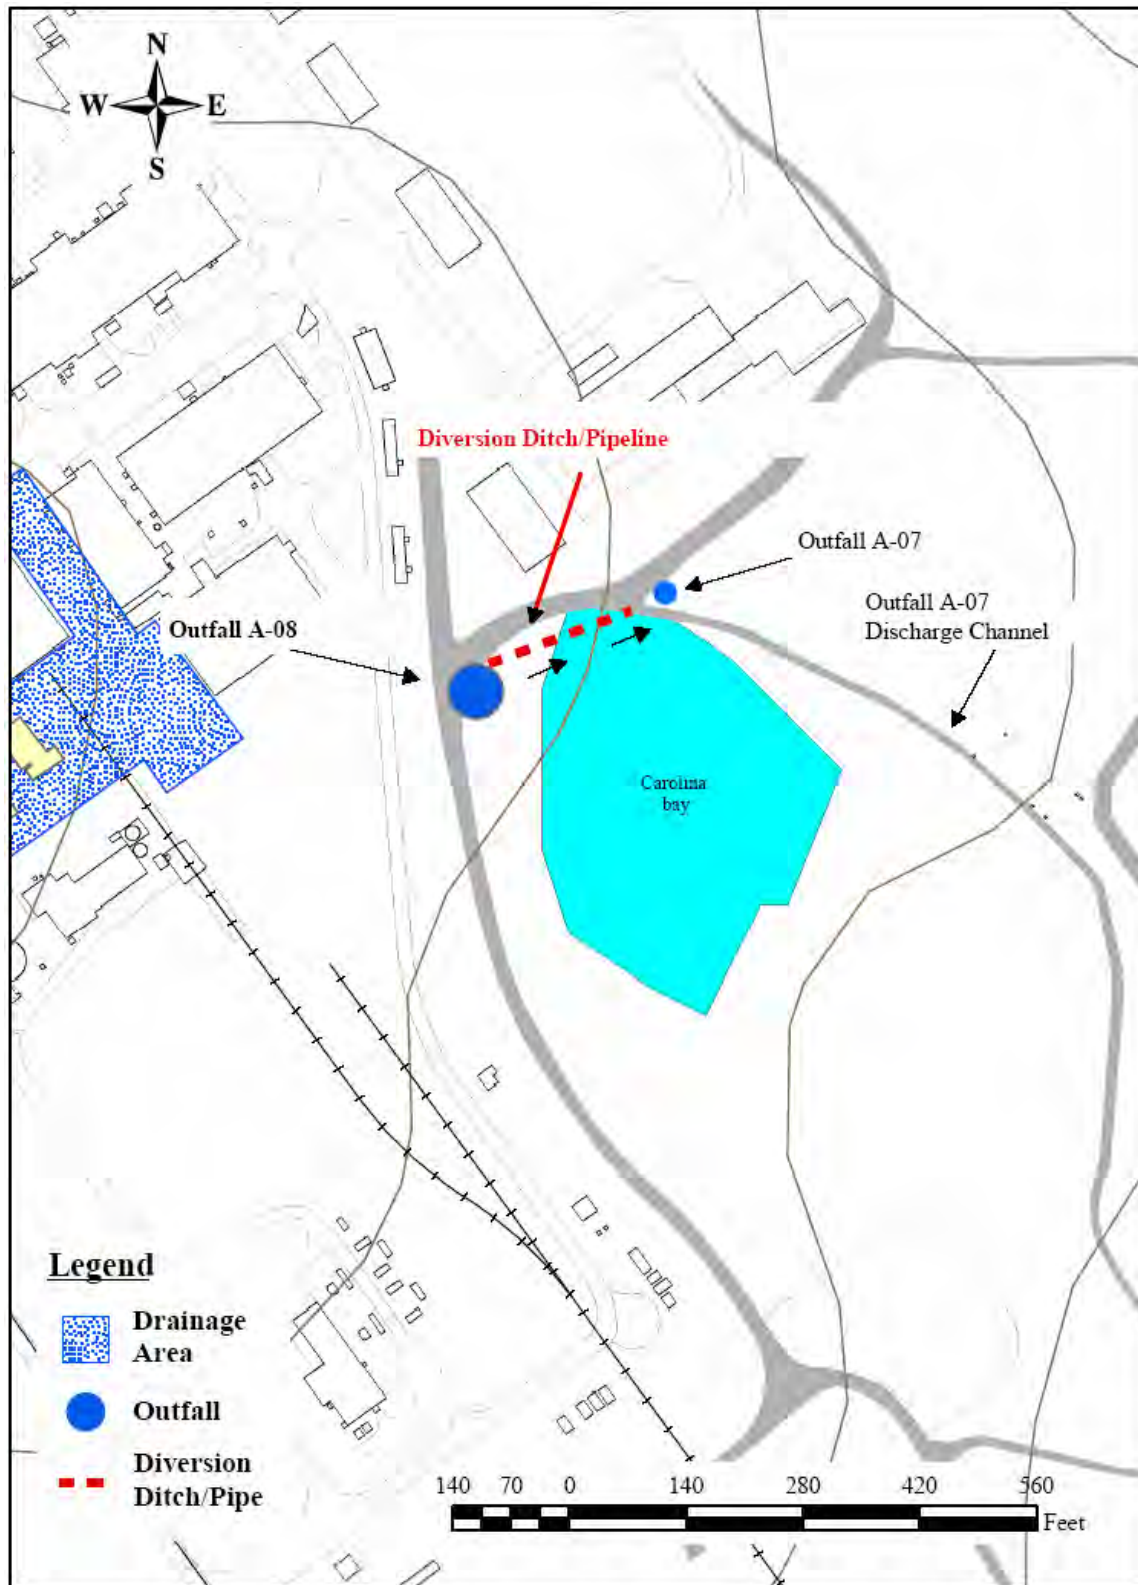 N
W E
S
Diversion Ditch/Pipeline
Outfall A-07
Outfall A-07
Discharge Channel
Outfall A-08
Carolina
bay
Legend
Drainage
Area
Outfall
Diversion
Ditch/Pipe
140 70 0 140 280 420 560
Feet